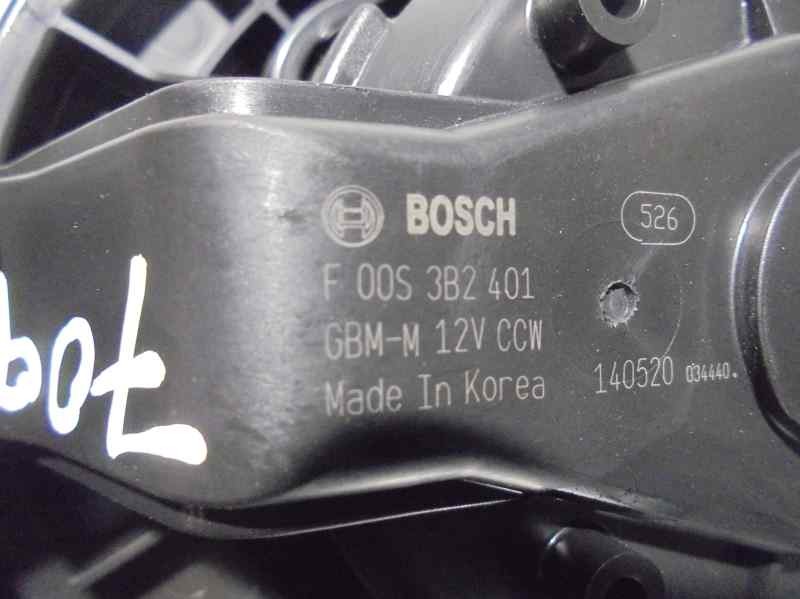 BOSCH
526
F 00S 3B2 401
GBM-M 12V CCW
Made In Korea
140520 034440.